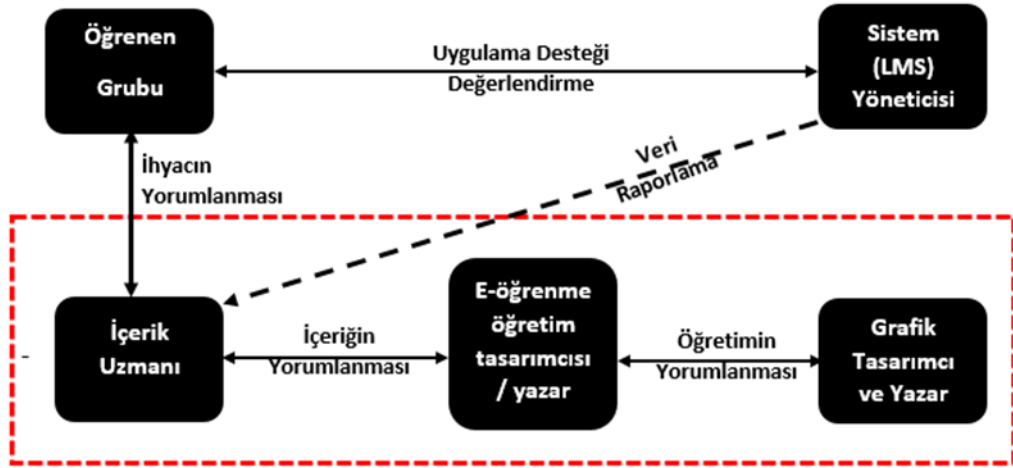 Öğrenen
Grubu
Uygulama Desteği
Değerlendirme
Sistem
(LMS)
Yöneticisi
İhyacın
Yorumlanması
Veri
Raporlama
İçerik
Uzmanı
İçeriğin
Yorumlanması
E-öğrenme
öğretim
tasarımcısı
/ yazar
Öğretimin
Yorumlanması
Grafik
Tasarımcı
ve Yazar